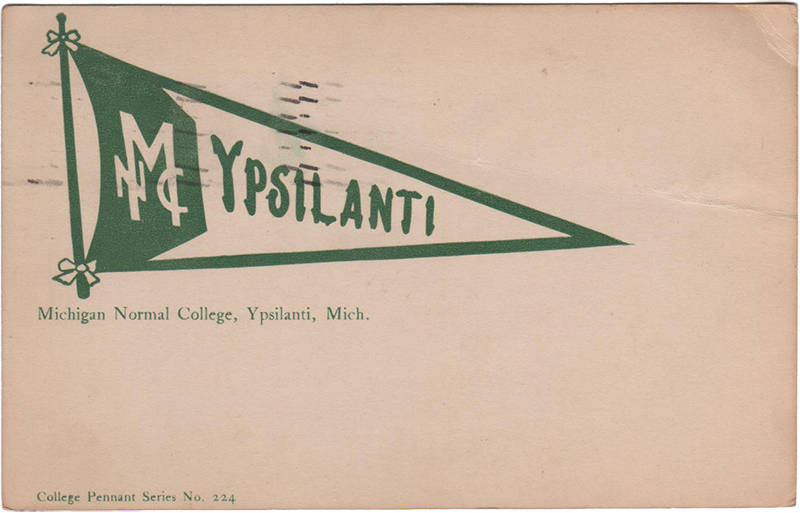 MNC
YPSILANTI
Michigan Normal College, Ypsilanti, Mich.
College Pennant Series No. 224